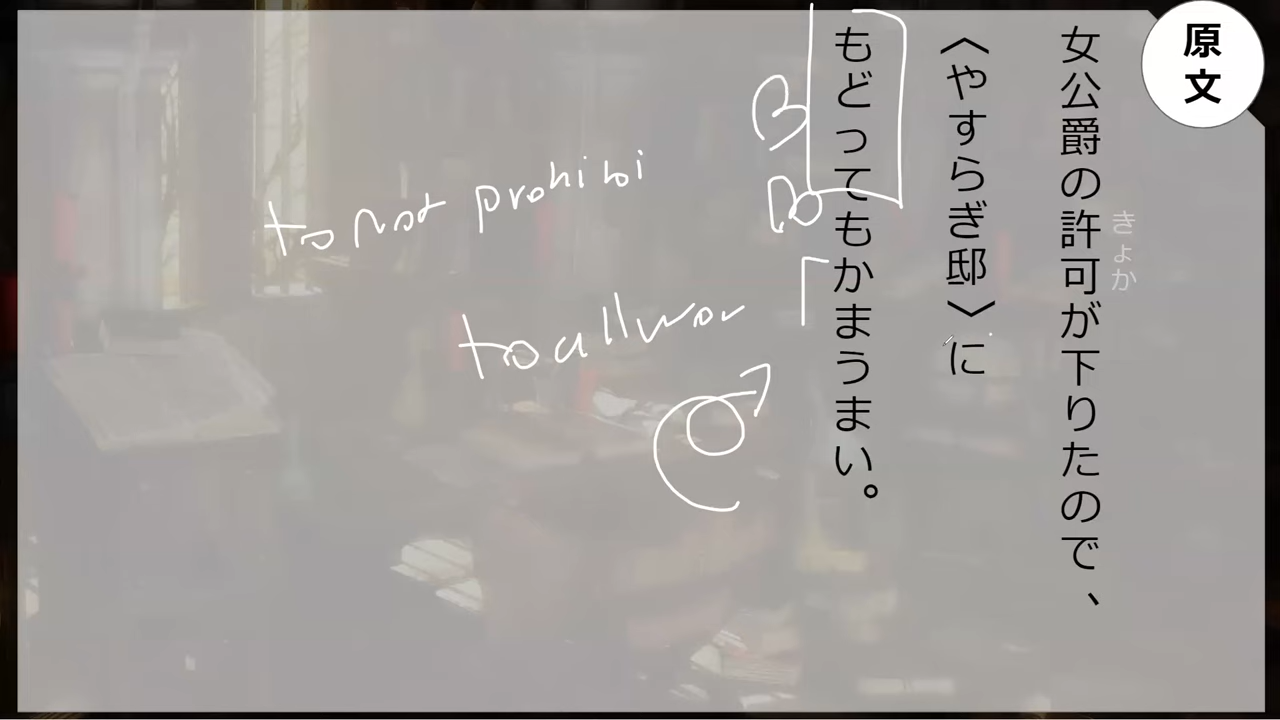 原文
女公爵の許可が下りたので、
きょか
〈やすらぎ邸〉に
もどってもかまうまい。
B
to not prohibi
to allwow